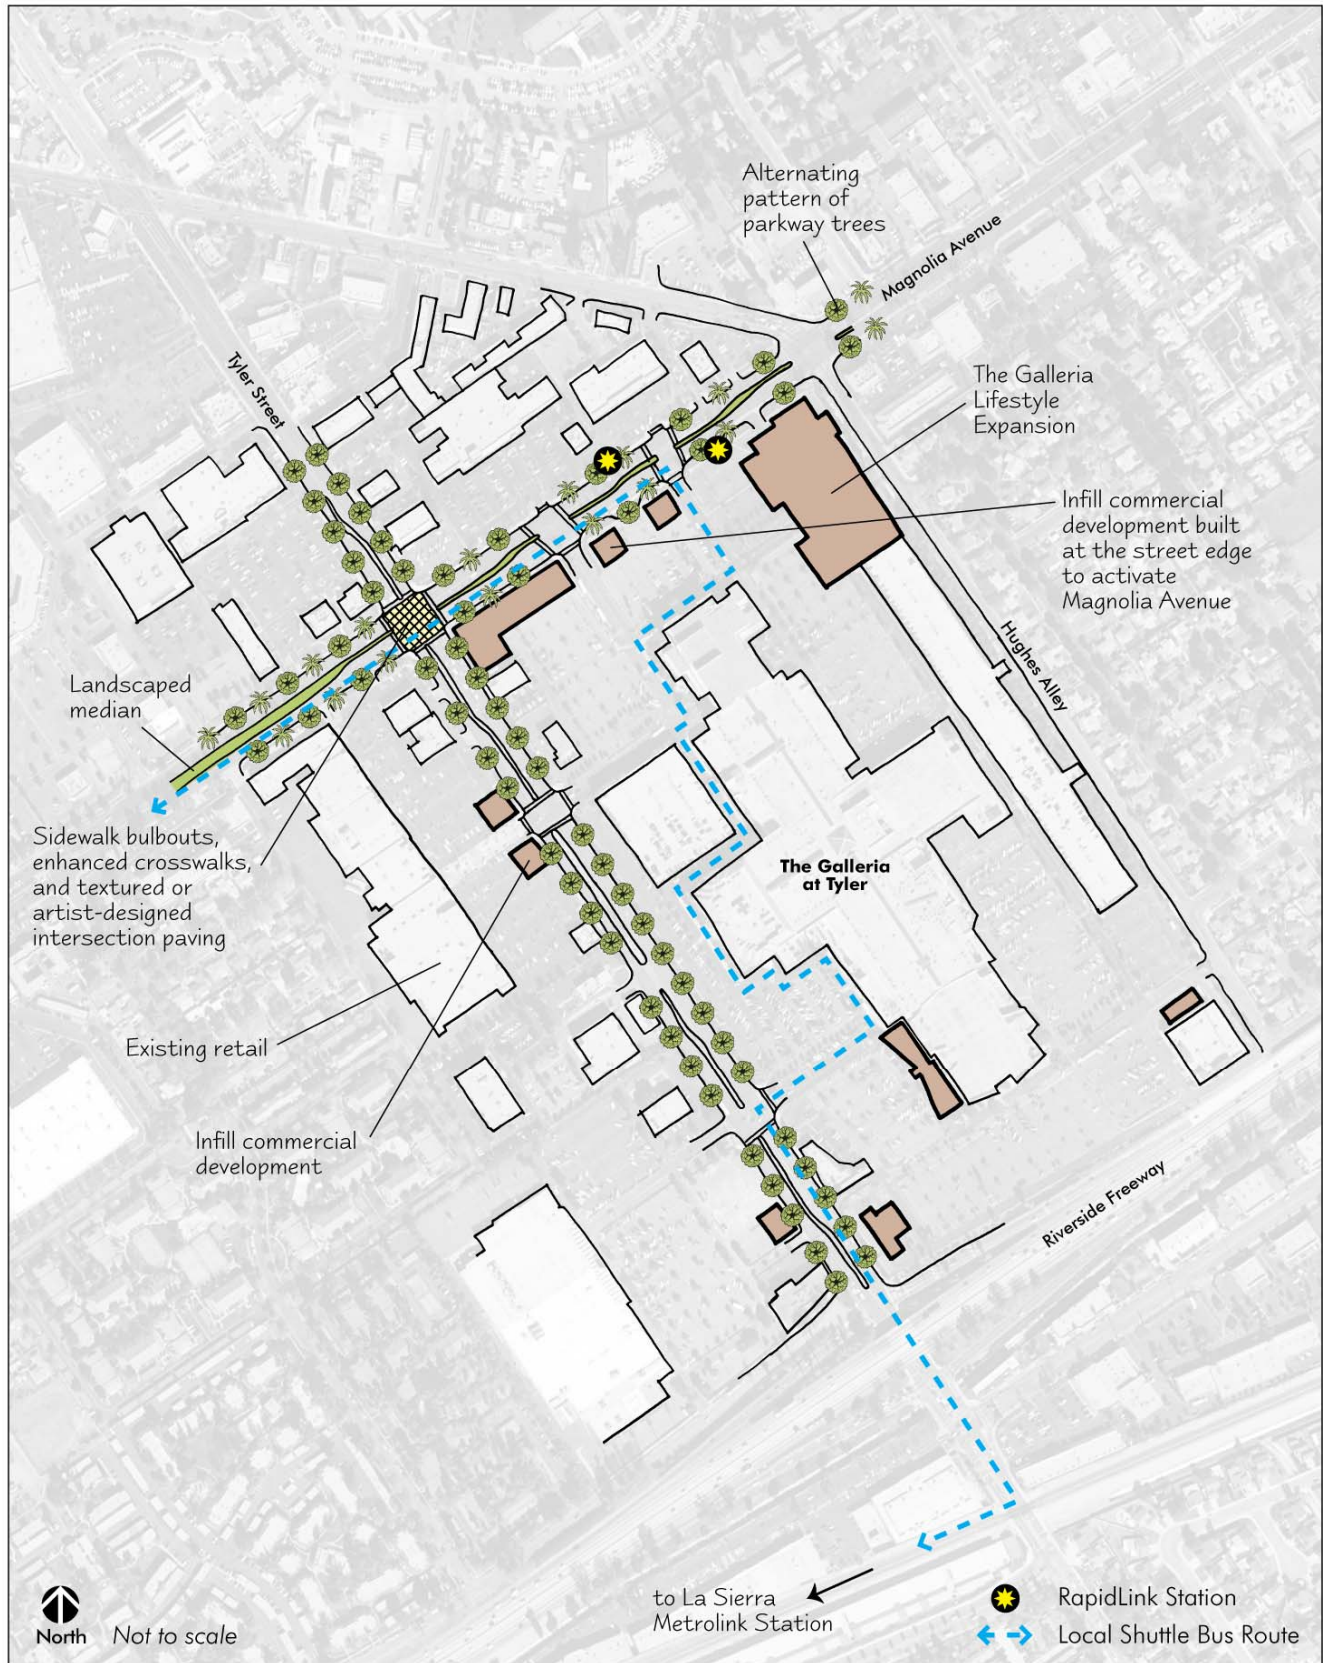 Alternating
pattern of
parkway trees
Magnolia Avenue
Tyler Street
The Galleria
Lifestyle
Expansion
Infill commercial
development built
at the street edge
to activate
Magnolia Avenue
Hughes Alley
Landscaped
median
Sidewalk bulbouts,
enhanced crosswalks,
and textured or
artist-designed
intersection paving
The Galleria
at Tyler
Existing retail
Infill commercial
development
Riverside Freeway
North
Not to scale
to La Sierra
Metrolink Station
RapidLink Station
Local Shuttle Bus Route